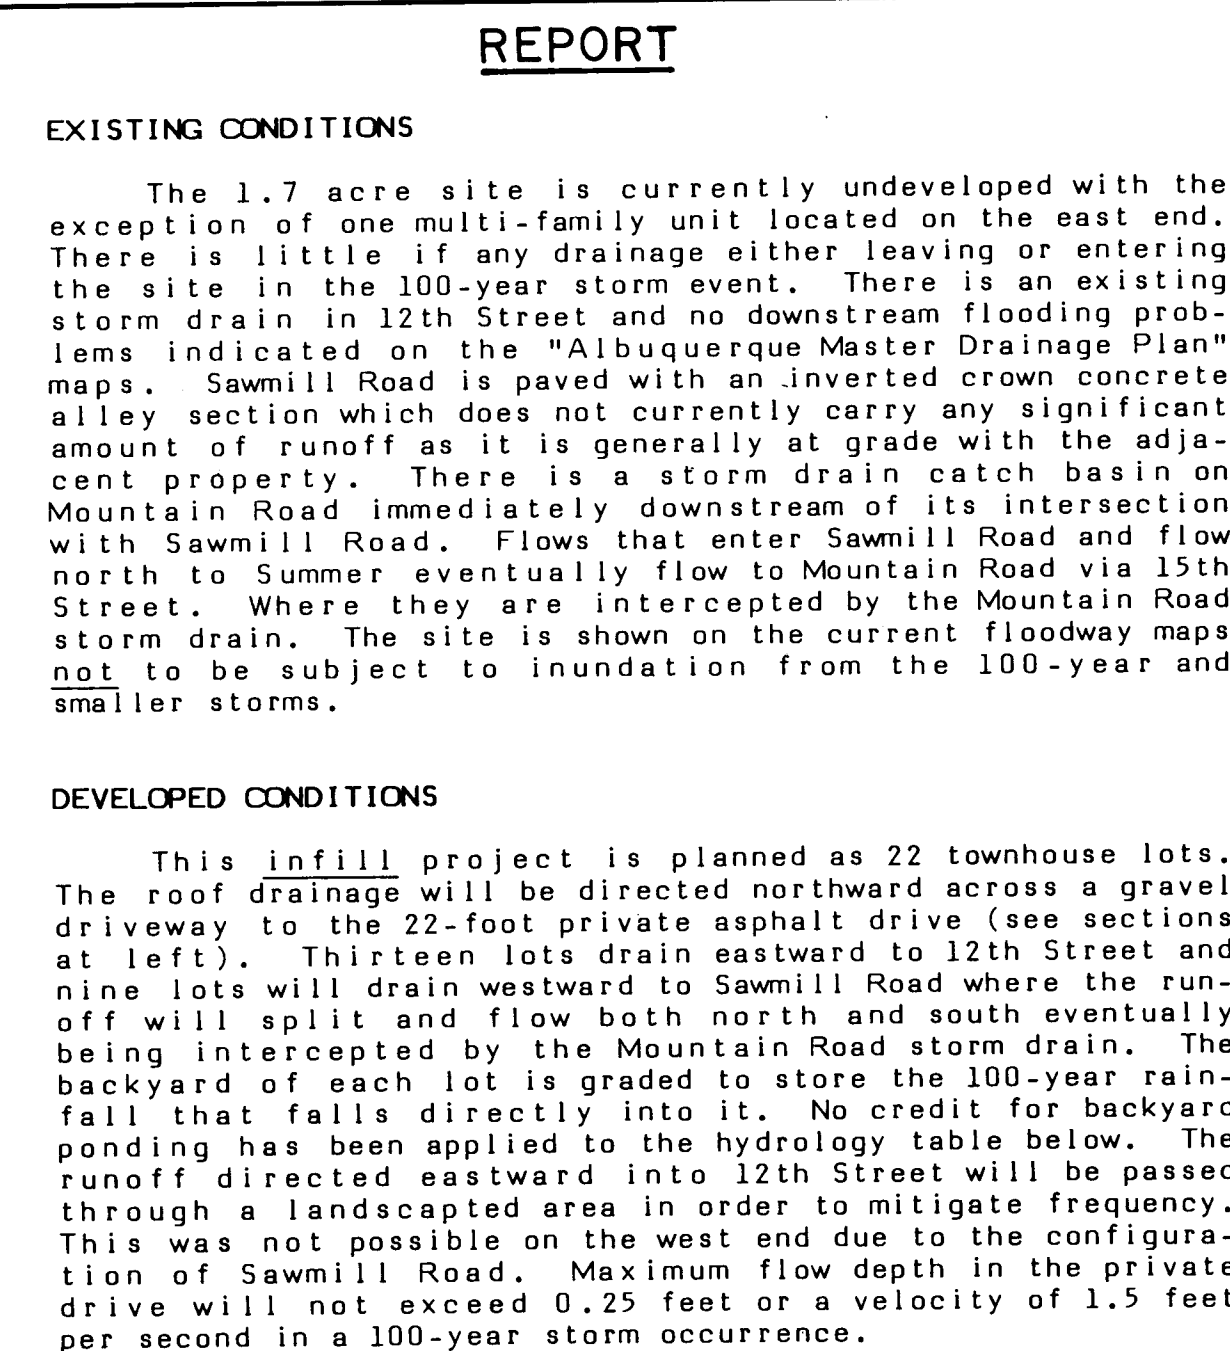 REPORT
EXISTING CONDITIONS
The 1.7 acre site is currently undeveloped with the
exception of one multi-family unit located on the east end.
There is little if any drainage either leaving or entering
the site in the 100-year storm event. There is an existing
storm drain in 12th Street and no downstream flooding prob-
lems indicated on the "Albuquerque Master Drainage Plan"
maps. Sawmill Road is paved with an inverted crown concrete
alley section which does not currently carry any significant
amount of runoff as it is generally at grade with the adja-
cent property. There is a storm drain catch basin on
Mountain Road immediately downstream of its intersection
with Sawmill Road. Flows that enter Sawmill Road and flow
north to Summer eventually flow to Mountain Road via 15th
Street. Where they are intercepted by the Mountain Road
storm drain. The site is shown on the current floodway maps
not to be subject to inundation from the 100-year and
smaller storms.
DEVELOPED CONDITIONS
This infill project is planned as 22 townhouse lots.
The roof drainage will be directed northward across a gravel
driveway to the 22-foot private asphalt drive (see sections
at left). Thirteen lots drain eastward to 12th Street and
nine lots will drain westward to Sawmill Road where the run-
off will split and flow both north and south eventually
being intercepted by the Mountain Road storm drain. The
backyard of each lot is graded to store the 100-year rain-
fall that falls directly into it. No credit for backyard
ponding has been applied to the hydrology table below. The
runoff directed eastward into 12th Street will be passed
through a landscapted area in order to mitigate frequency.
This was not possible on the west end due to the configura-
tion of Sawmill Road. Maximum flow depth in the private
drive will not exceed 0.25 feet or a velocity of 1.5 feet
per second in a 100-year storm occurrence.